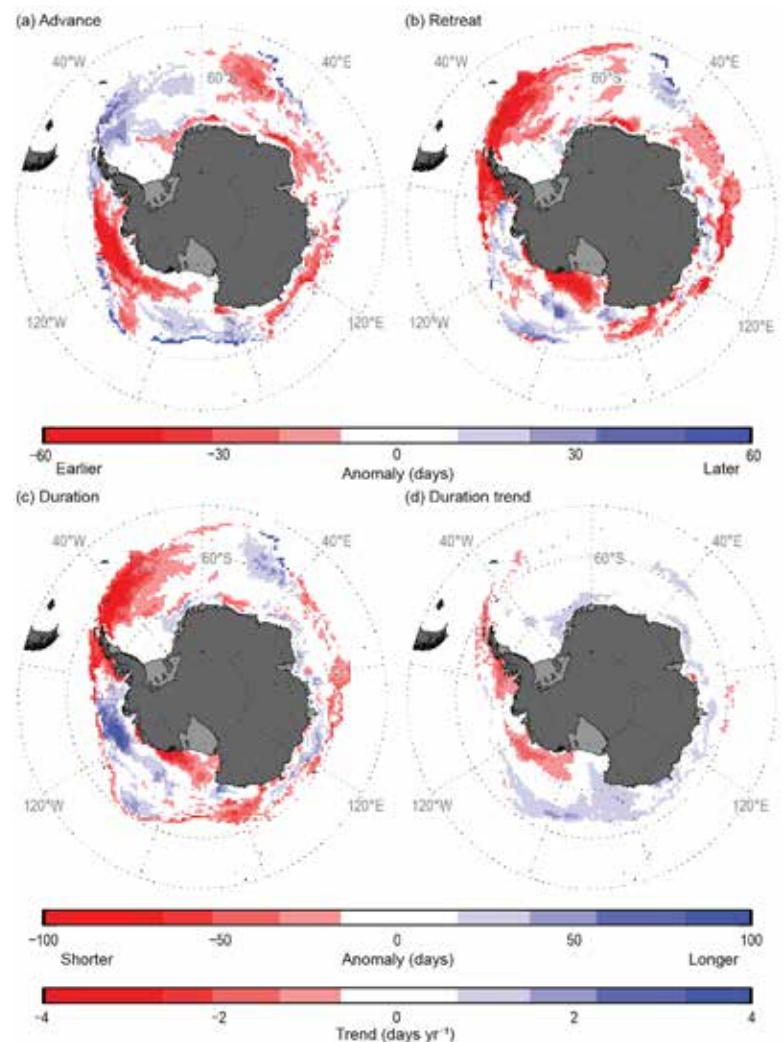 (a) Advance
(b) Retreat
40°W
60°S
40°E
40°W
60°S
40°E
120°W
120°E
120°W
120°E
−60
−30
0
30
60
Earlier
Anomaly (days)
Later
(c) Duration
(d) Duration trend
40°W
60°S
40°E
40°W
60°S
40°E
120°W
120°E
120°W
120°E
−100
−50
0
50
100
Shorter
Anomaly (days)
Longer
−4
−2
0
2
4
Trend (days yr⁻¹)